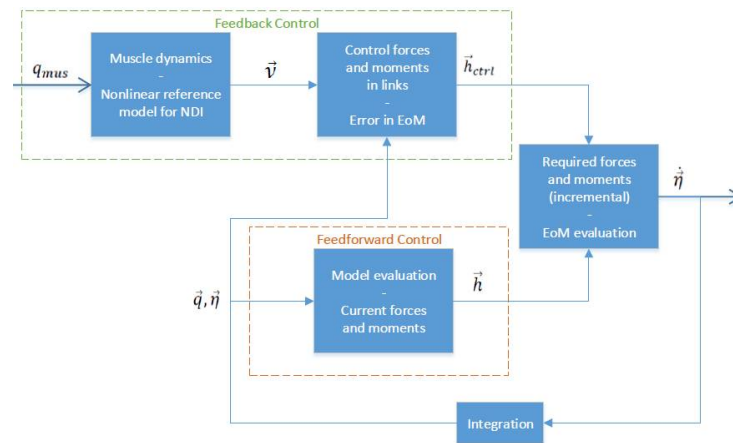 Feedback Control
q_mus
Muscle dynamics
-
Nonlinear reference
model for NDI
v⃗
Control forces
and moments
in links
-
Error in EoM
h⃗_ctrl
Required forces
and moments
(incremental)
-
EoM evaluation
η⃗̇
Feedforward Control
q⃗, η⃗
Model evaluation
-
Current forces
and moments
h⃗
Integration